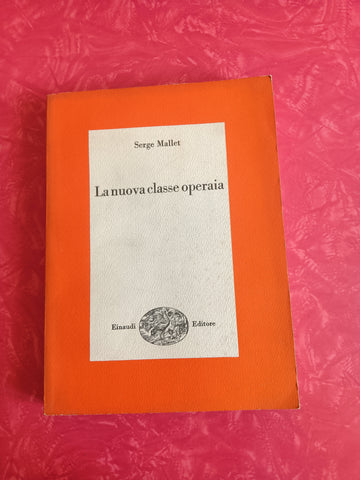 Serge Mallet
La nuova classe operaia
Einaudi Editore